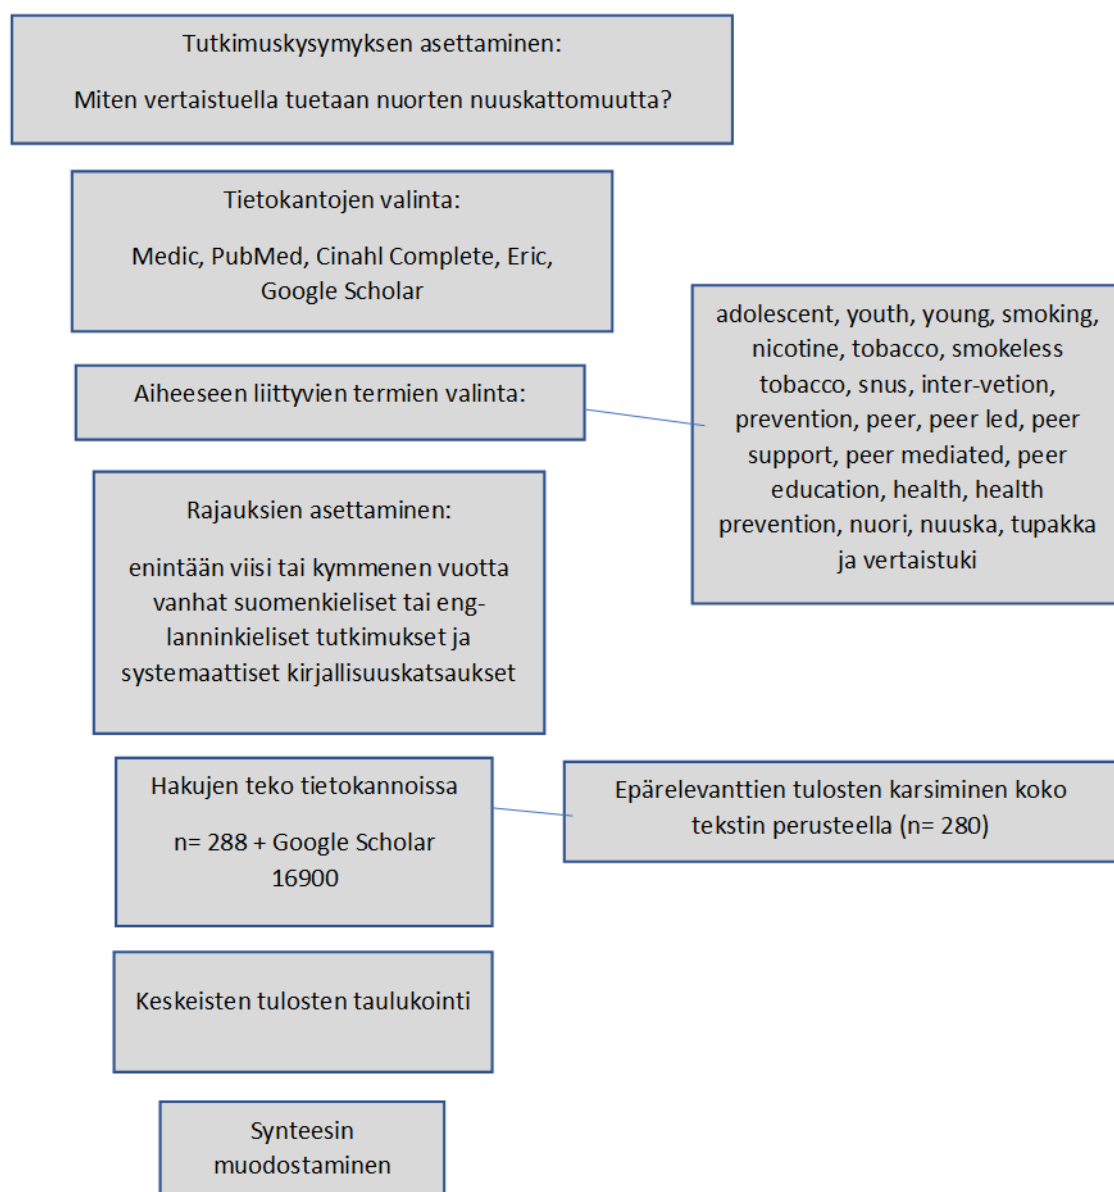 Tutkimuskysymyksen asettaminen:
Miten vertaistuella tuetaan nuorten nuuskattomuutta?
Tietokantojen valinta:
Medic, PubMed, Cinahl Complete, Eric,
Google Scholar
Aiheeseen liittyvien termien valinta:
adolescent, youth, young, smoking,
nicotine, tobacco, smokeless
tobacco, snus, inter-vetion,
prevention, peer, peer led, peer
support, peer mediated, peer
education, health, health
prevention, nuori, nuuska, tupakka
ja vertaistuki
Rajauksien asettaminen:
enintään viisi tai kymmenen vuotta
vanhat suomenkieliset tai eng-
lanninkieliset tutkimukset ja
systemaattiset kirjallisuuskatsaukset
Hakujen teko tietokannoissa
n= 288 + Google Scholar
16900
Epärelevanttien tulosten karsiminen koko
tekstin perusteella (n= 280)
Keskeisten tulosten taulukointi
Synteesin
muodostaminen